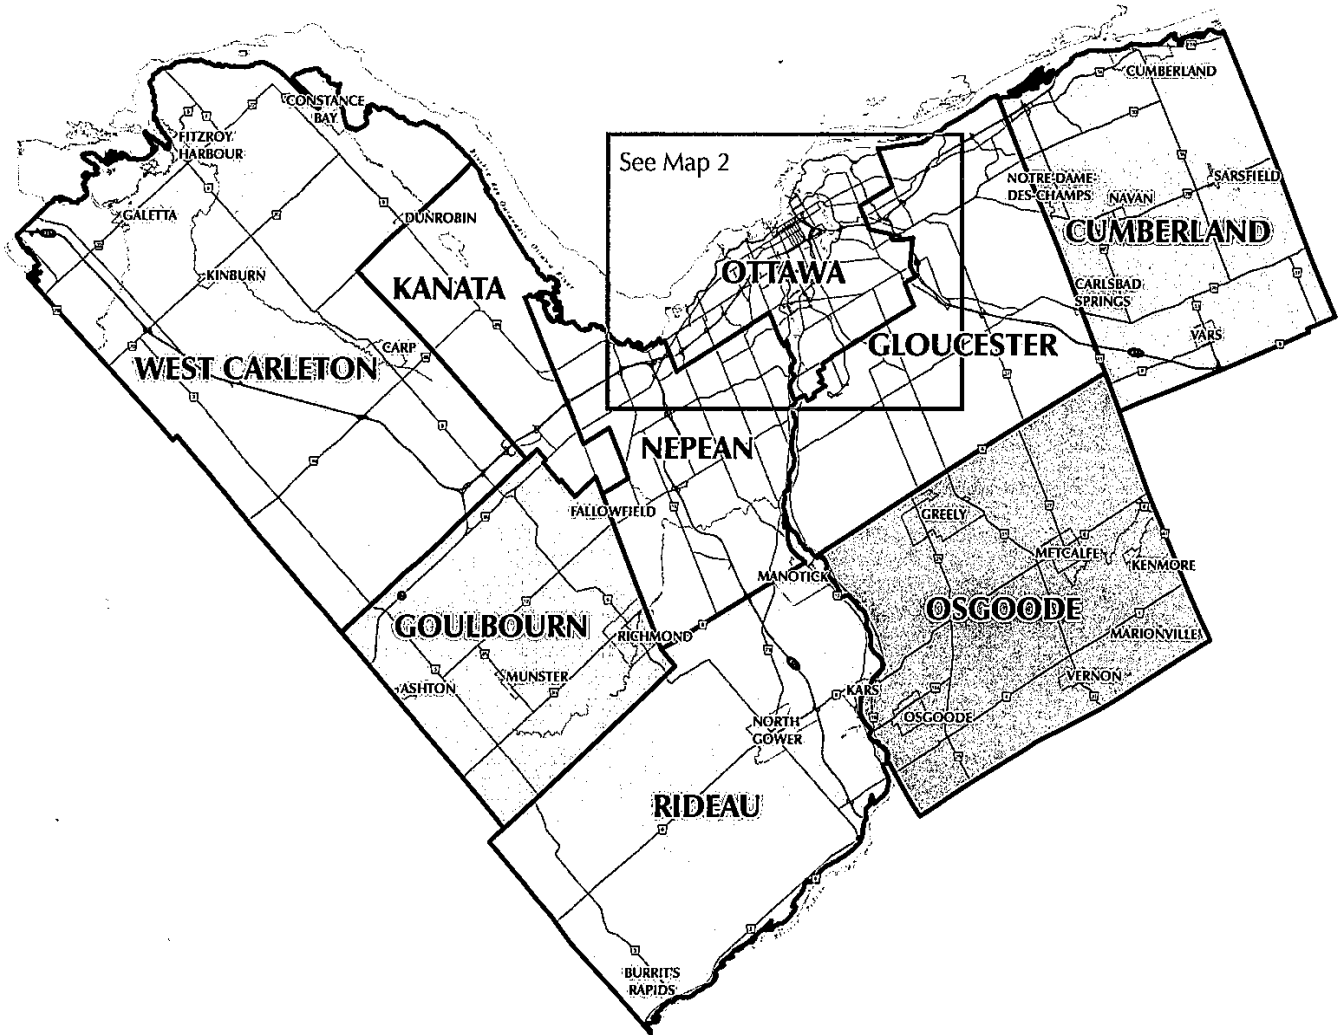 CUMBERLAND
CONSTANCE
BAY
FITZROY
HARBOUR
See Map 2
NOTRE-DAME-
DES-CHAMPS
SARSFIELD
NAVAN
GALETTA
DUNROBIN
CUMBERLAND
KINBURN
KANATA
OTTAWA
CARLSBAD
SPRINGS
VARS
CARP
GLOUCESTER
WEST CARLETON
NEPEAN
FALLOWFIELD
GREELY
METCALFE
KENMORE
MANOTICK
OSGOODE
GOULBOURN
RICHMOND
MARIONVILLE
MUNSTER
ASHTON
VERNON
KARS
OSGOODE
NORTH
GOWER
RIDEAU
BURRIT'S
RAPIDS